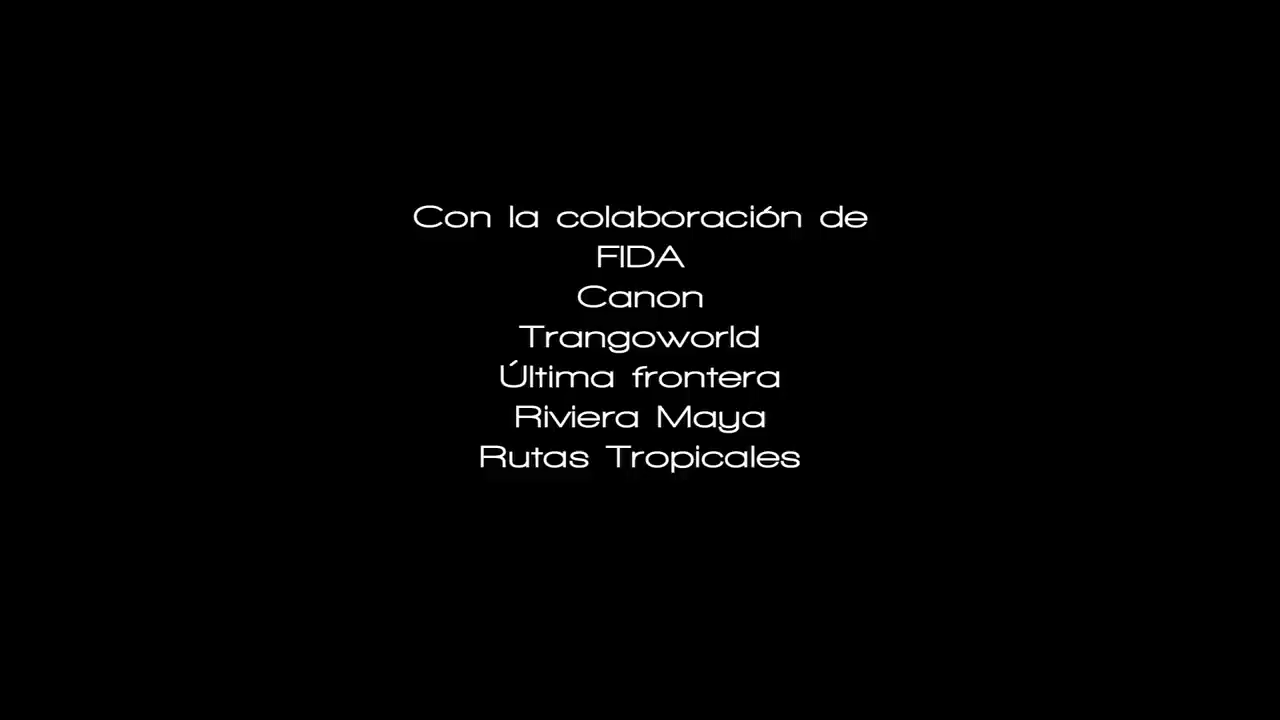 Con la colaboración de
FIDA
Canon
Trangoworld
Última frontera
Riviera Maya
Rutas Tropicales